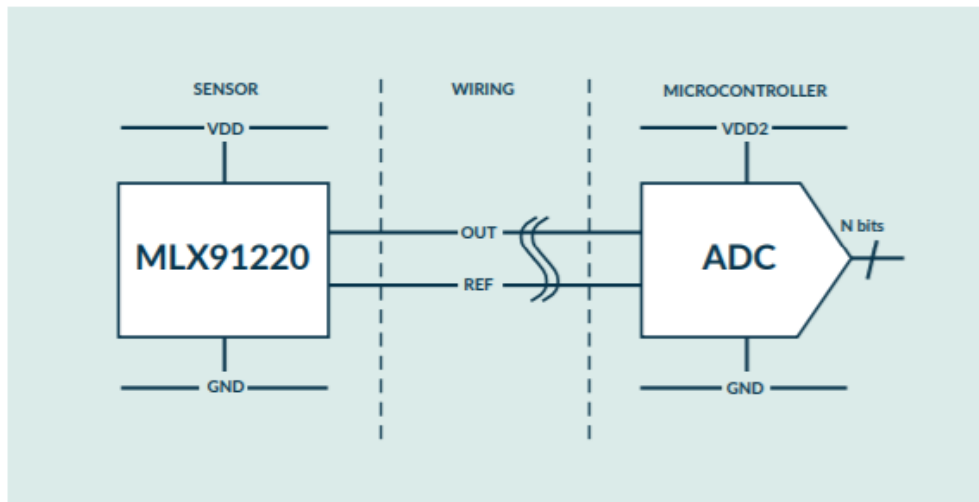 SENSOR
WIRING
MICROCONTROLLER
VDD
VDD2
MLX91220
OUT
REF
ADC
N bits
GND
GND